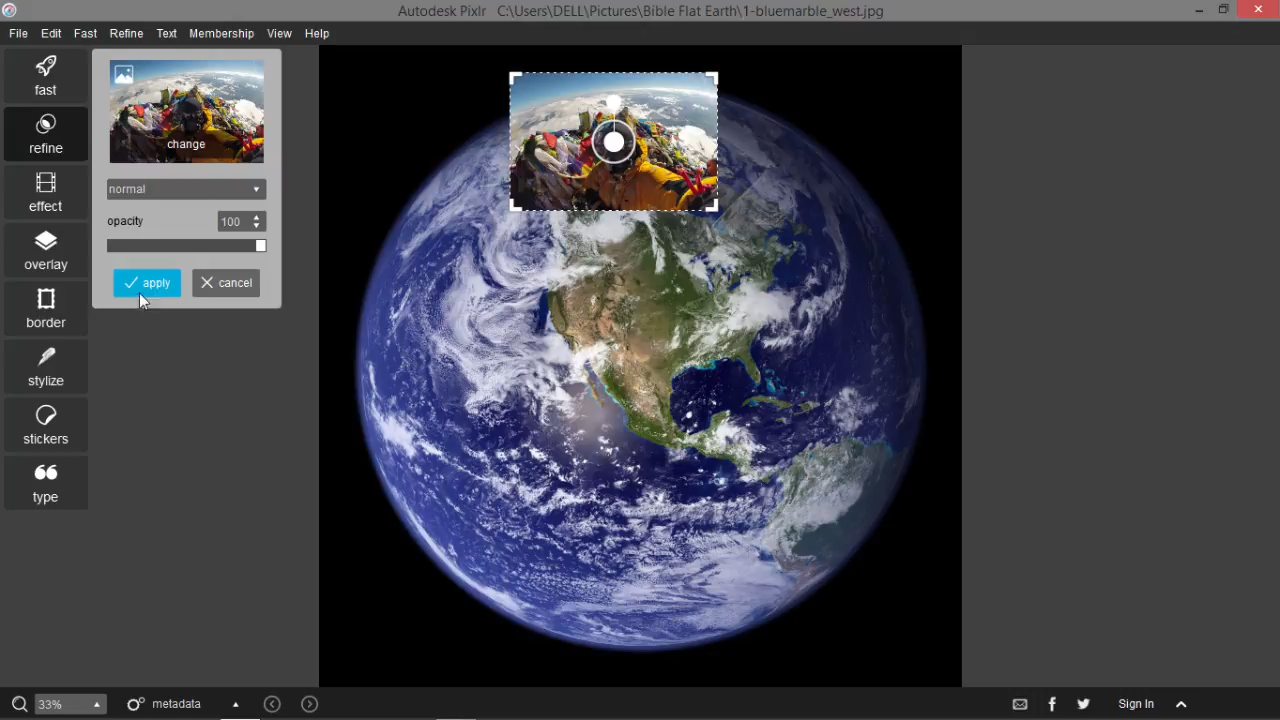 Autodesk Pixlr   C:\Users\DELL\Pictures\Bible Flat Earth\1-bluemarble_west.jpg
File Edit Fast Refine Text Membership View Help
fast
refine
effect
overlay
border
stylize
stickers
type
change
normal
opacity 100
apply cancel
33% metadata Sign In